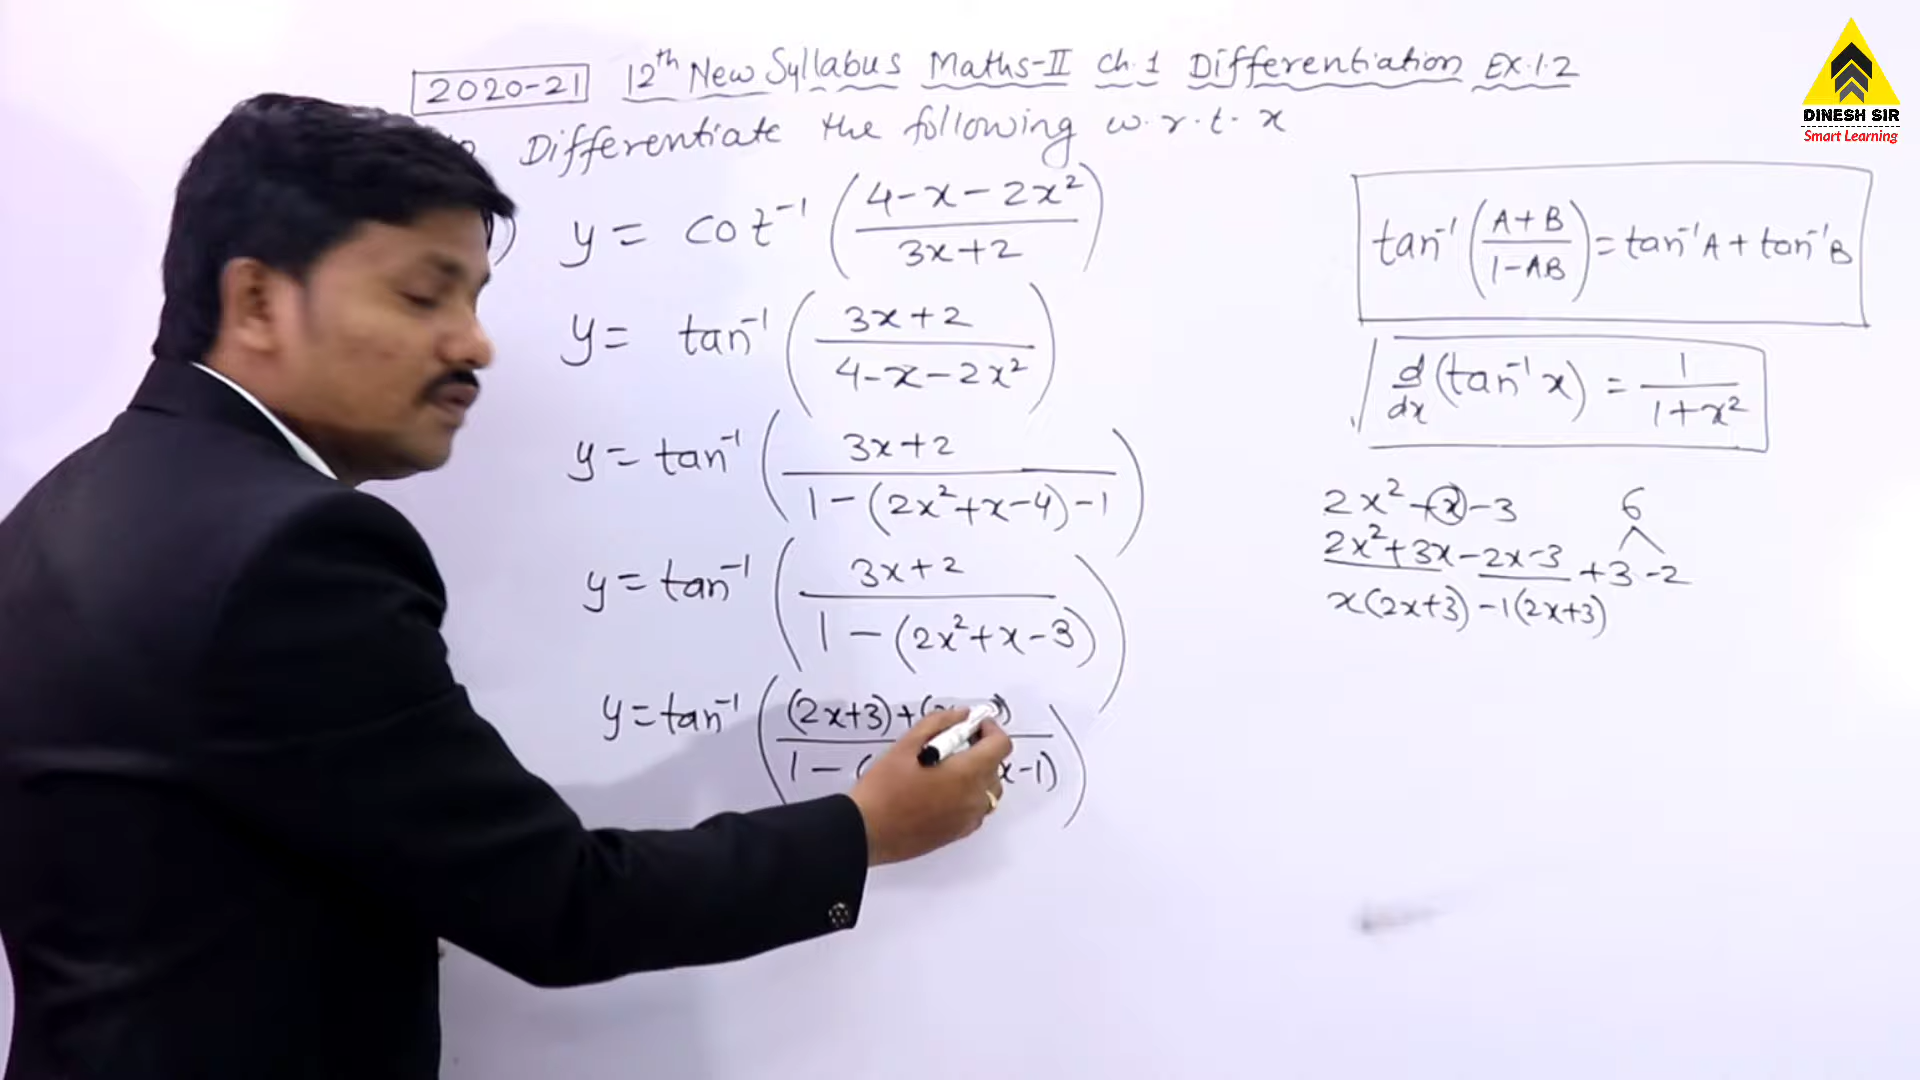 2020-21 12th New Syllabus Maths-II Ch.1 Differentiation Ex.1.2
Differentiate the following w.r.t. x
) y = cot⁻¹ ( (4-x-2x²) / (3x+2) )
y = tan⁻¹ ( (3x+2) / (4-x-2x²) )
y = tan⁻¹ ( (3x+2) / (1-(2x²+x-4)-1) )
y = tan⁻¹ ( (3x+2) / (1-(2x²+x-3)) )
y = tan⁻¹ ( (2x+3)+( ) / 1-( x-1) )
tan⁻¹ ( (A+B) / (1-AB) ) = tan⁻¹A + tan⁻¹B
d/dx (tan⁻¹ x) = 1 / (1+x²)
2x²+x-3 6
2x²+3x-2x-3 +3 -2
x(2x+3) -1(2x+3)
DINESH SIR
Smart Learning